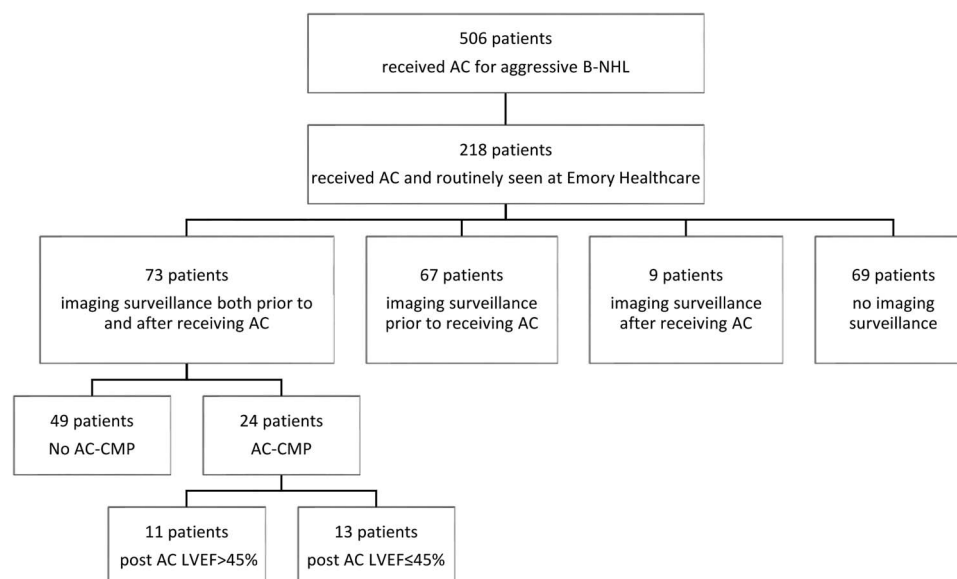 506 patients
received AC for aggressive B-NHL
218 patients
received AC and routinely seen at Emory Healthcare
73 patients
imaging surveillance both prior to
and after receiving AC
67 patients
imaging surveillance
prior to receiving AC
9 patients
imaging surveillance
after receiving AC
69 patients
no imaging
surveillance
49 patients
No AC-CMP
24 patients
AC-CMP
11 patients
post AC LVEF>45%
13 patients
post AC LVEF≤45%